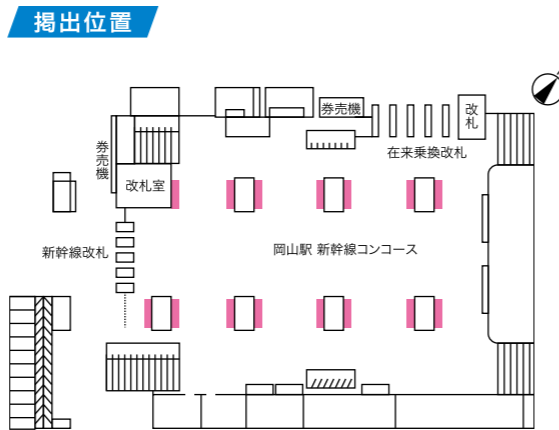 掲出位置
券売機
改札
在来乗換改札
券売機
改札室
新幹線改札
岡山駅 新幹線コンコース